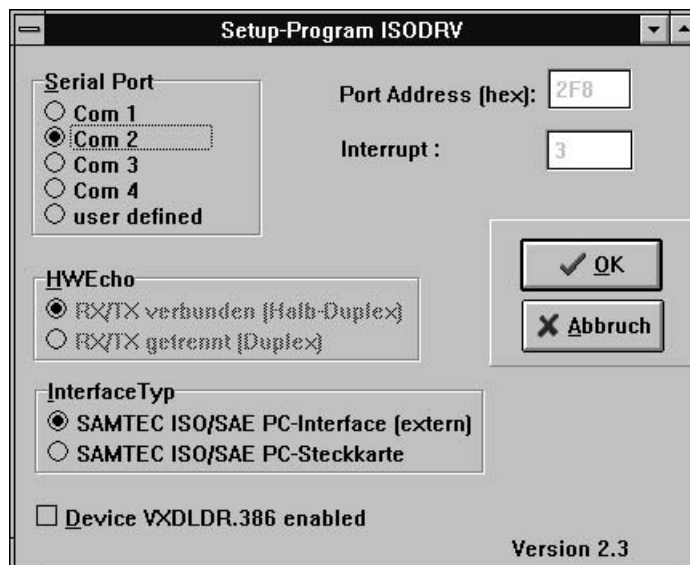 Setup-Program ISODRV
Serial Port
Com 1
Com 2
Com 3
Com 4
user defined
Port Address (hex): 2F8
Interrupt : 3
HWEcho
RX/TX verbunden (Halb-Duplex)
RX/TX getrennt (Duplex)
OK
Abbruch
InterfaceTyp
SAMTEC ISO/SAE PC-Interface (extern)
SAMTEC ISO/SAE PC-Steckkarte
Device VXDLDR.386 enabled
Version 2.3